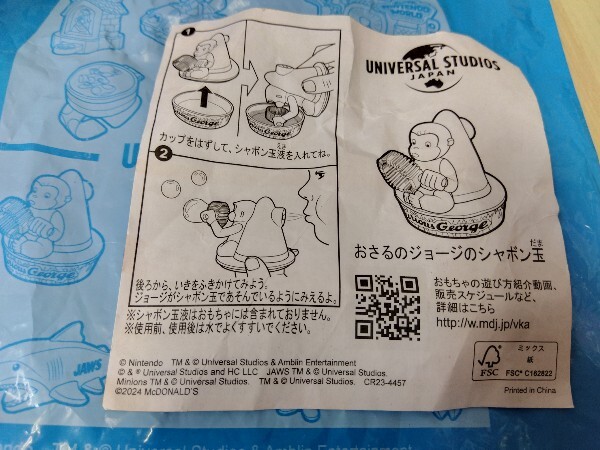 1
George
カップをはずして、シャボン玉液を入れてね。
2
後ろから、いきをふきかけてみよう。
ジョージがシャボン玉であそんでいるようにみえるよ。
※シャボン玉液はおもちゃには含まれておりません。
※使用前、使用後は水でよくすすいでください。
UNIVERSAL STUDIOS
JAPAN
Curious George
おさるのジョージのシャボン玉
おもちゃの遊び方紹介動画、
販売スケジュールなど、
詳細はこちら
http://w.mdj.jp/vka
ミックス
紙
FSC
FSC® C162822
Printed in China
© Nintendo TM & © Universal Studios & Amblin Entertainment
© & ® Universal Studios and HC LLC JAWS TM & © Universal Studios.
Minions TM & © Universal Studios. CR23-4457
©2024 McDONALD'S
NINTENDO
WORLD
George
JAWS
TM & © Universal Studios & Amblin Entertainment